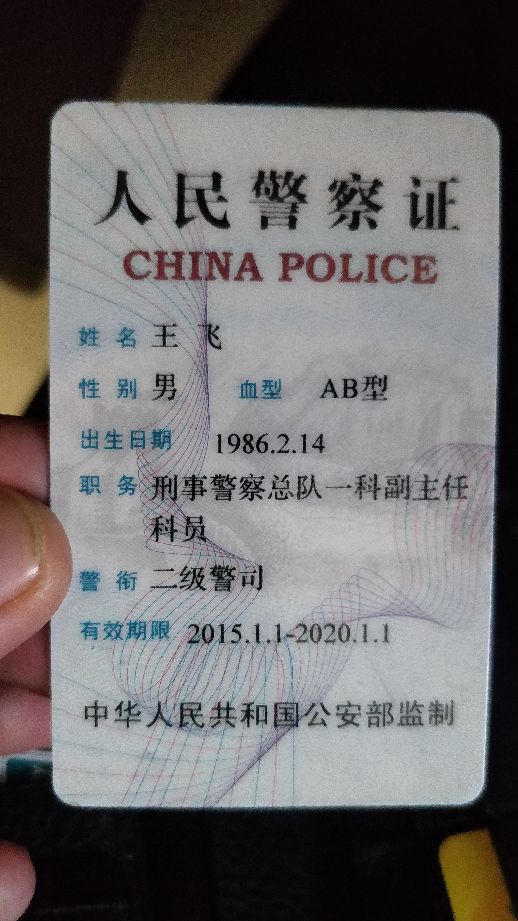 人民警察证
CHINA POLICE
姓名 王飞
性别 男 血型 AB型
出生日期 1986.2.14
职务 刑事警察总队一科副主任
科员
警衔 二级警司
有效期限 2015.1.1-2020.1.1
中华人民共和国公安部监制